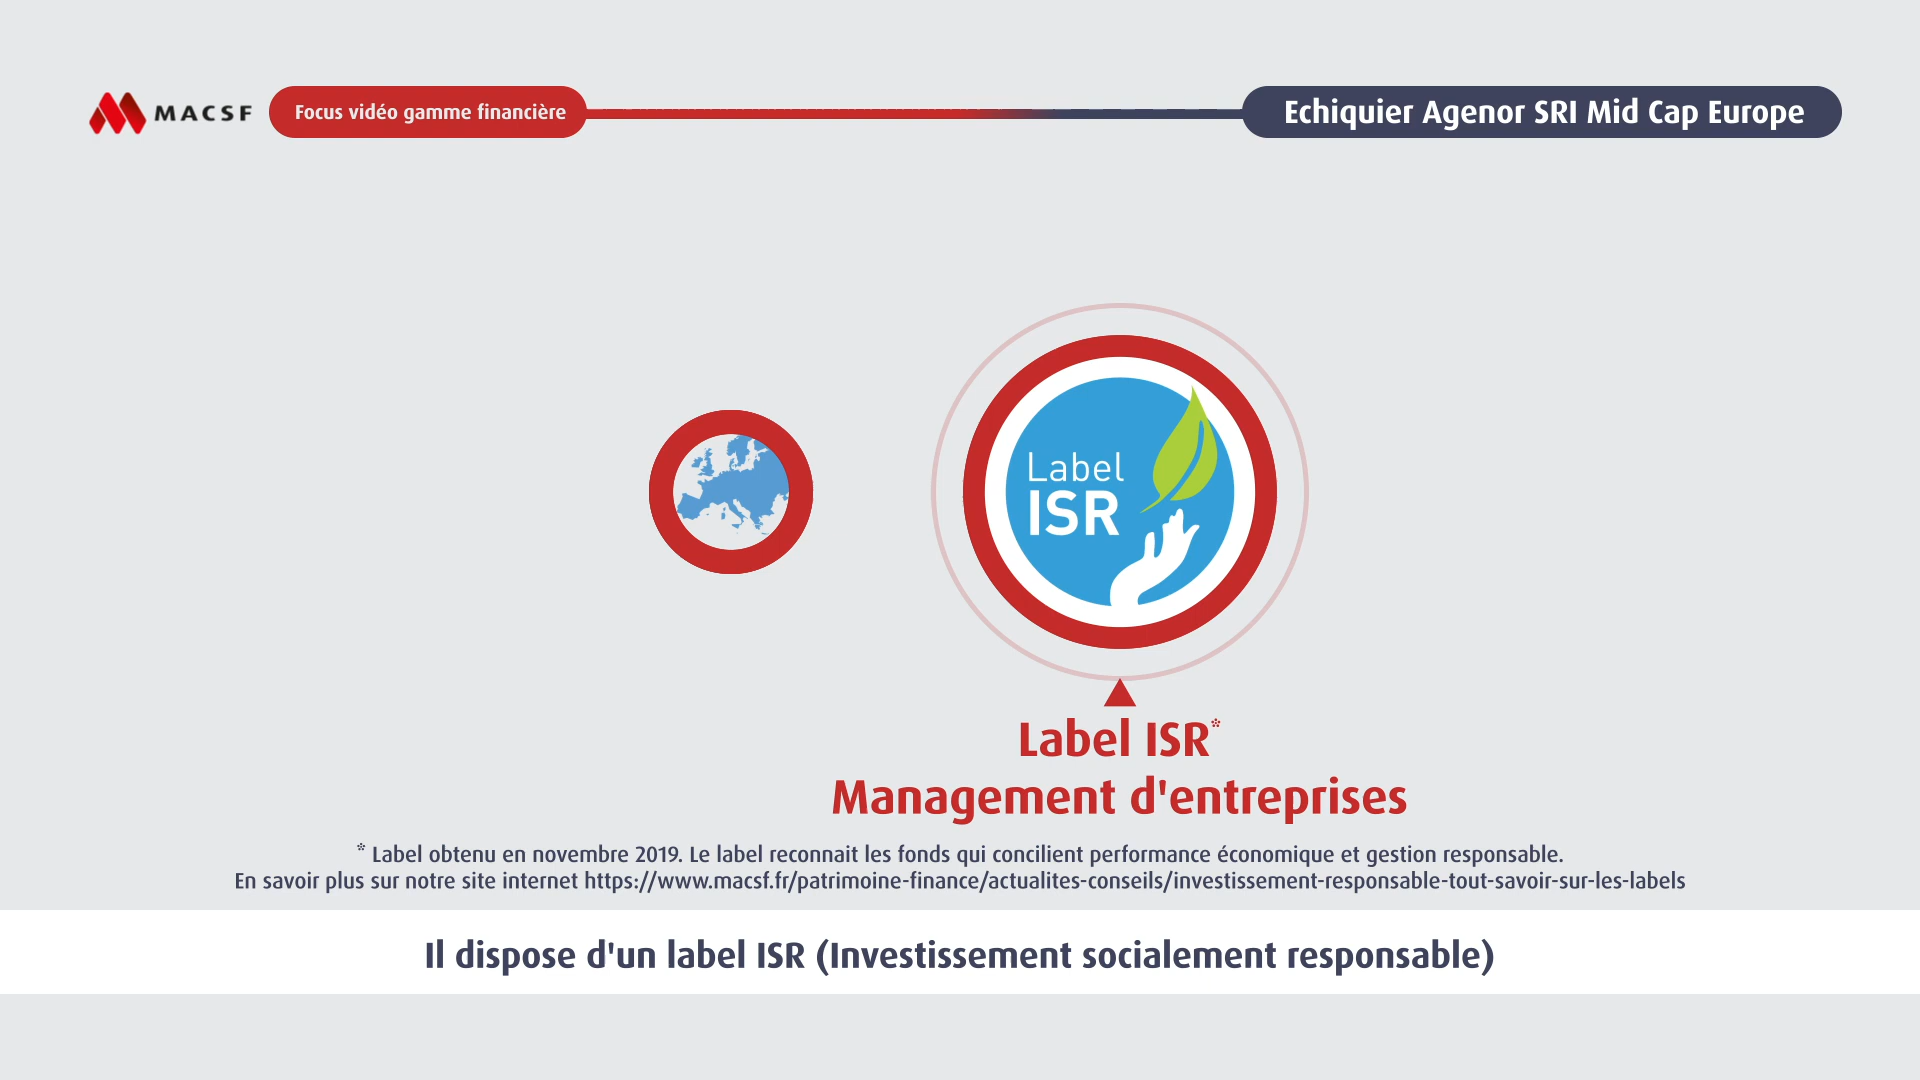 MACSF
Focus vidéo gamme financière
Echiquier Agenor SRI Mid Cap Europe
Label
ISR
Label ISR*
Management d'entreprises
* Label obtenu en novembre 2019. Le label reconnait les fonds qui concilient performance économique et gestion responsable.
En savoir plus sur notre site internet https://www.macsf.fr/patrimoine-finance/actualites-conseils/investissement-responsable-tout-savoir-sur-les-labels
Il dispose d'un label ISR (Investissement socialement responsable)